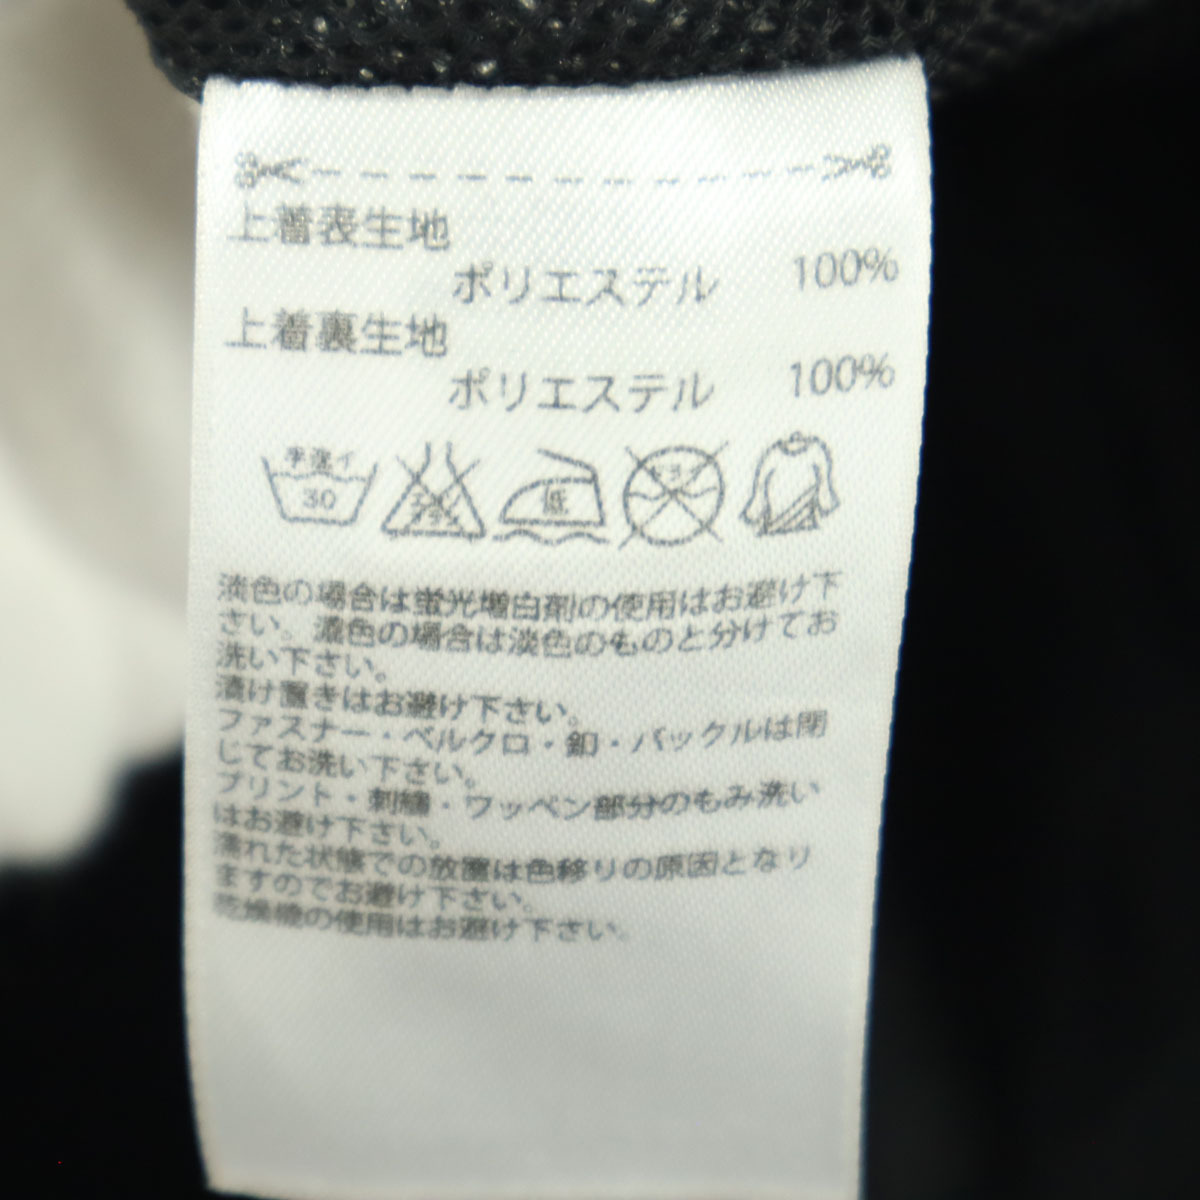 上着表生地
ポリエステル 100%
上着裏生地
ポリエステル 100%
手洗イ
30
低
ドライ
淡色の場合は蛍光増白剤の使用はお避け下
さい。濃色の場合は淡色のものと分けてお
洗い下さい。
漬け置きはお避け下さい。
ファスナー・ベルクロ・釦・バックルは閉
じてお洗い下さい。
プリント・刺繍・ワッペン部分のもみ洗い
はお避け下さい。
濡れた状態での放置は色移りの原因となり
ますのでお避け下さい。
乾燥機の使用はお避け下さい。